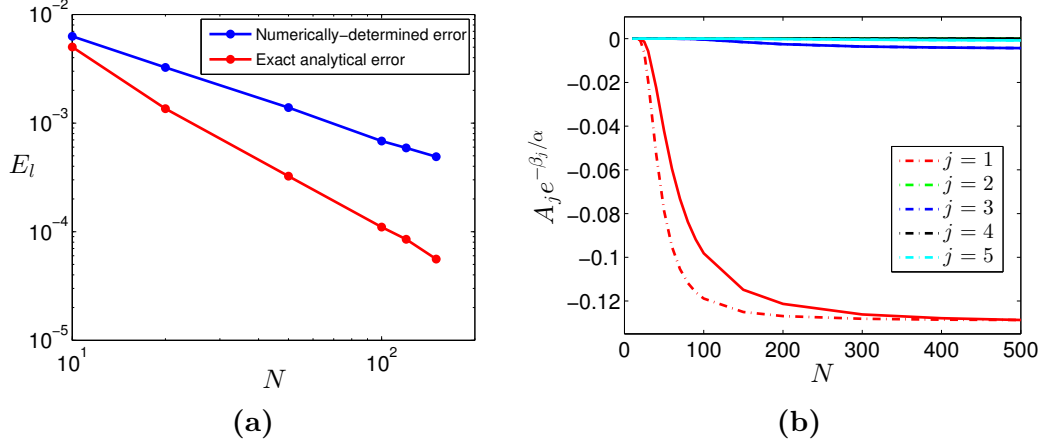 10^{-2}
10^{-3}
10^{-4}
10^{-5}
E_l
Numerically-determined error
Exact analytical error
10^1
10^2
N
(a)
0
−0.02
−0.04
−0.06
−0.08
−0.1
−0.12
A_j e^{-β_j/α}
j = 1
j = 2
j = 3
j = 4
j = 5
0
100
200
300
400
500
N
(b)